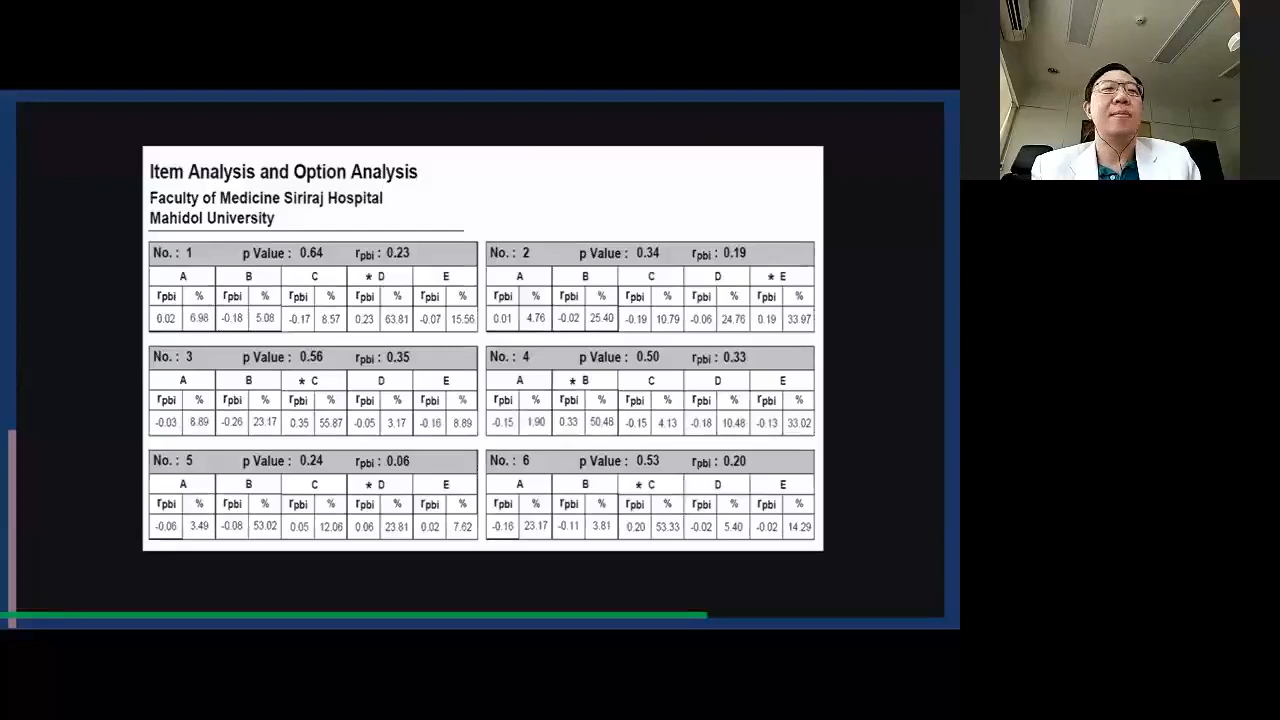 Item Analysis and Option Analysis
Faculty of Medicine Siriraj Hospital
Mahidol University
No. : 1 p Value : 0.64 rpbi : 0.23
A B C * D E
rpbi % rpbi % rpbi % rpbi % rpbi %
0.02 6.98 -0.18 5.08 -0.17 8.57 0.23 63.81 -0.07 15.56
No. : 2 p Value : 0.34 rpbi : 0.19
A B C D * E
rpbi % rpbi % rpbi % rpbi % rpbi %
0.01 4.76 -0.02 25.40 -0.19 10.79 -0.06 24.76 0.19 33.97
No. : 3 p Value : 0.56 rpbi : 0.35
A B * C D E
rpbi % rpbi % rpbi % rpbi % rpbi %
-0.03 8.89 -0.26 23.17 0.35 55.87 -0.05 3.17 -0.16 8.89
No. : 4 p Value : 0.50 rpbi : 0.33
A * B C D E
rpbi % rpbi % rpbi % rpbi % rpbi %
-0.15 1.90 0.33 50.48 -0.15 4.13 -0.18 10.48 -0.13 33.02
No. : 5 p Value : 0.24 rpbi : 0.06
A B C * D E
rpbi % rpbi % rpbi % rpbi % rpbi %
-0.06 3.49 -0.08 53.02 0.05 12.06 0.06 23.81 0.02 7.62
No. : 6 p Value : 0.53 rpbi : 0.20
A B * C D E
rpbi % rpbi % rpbi % rpbi % rpbi %
-0.16 23.17 -0.11 3.81 0.20 53.33 -0.02 5.40 -0.02 14.29